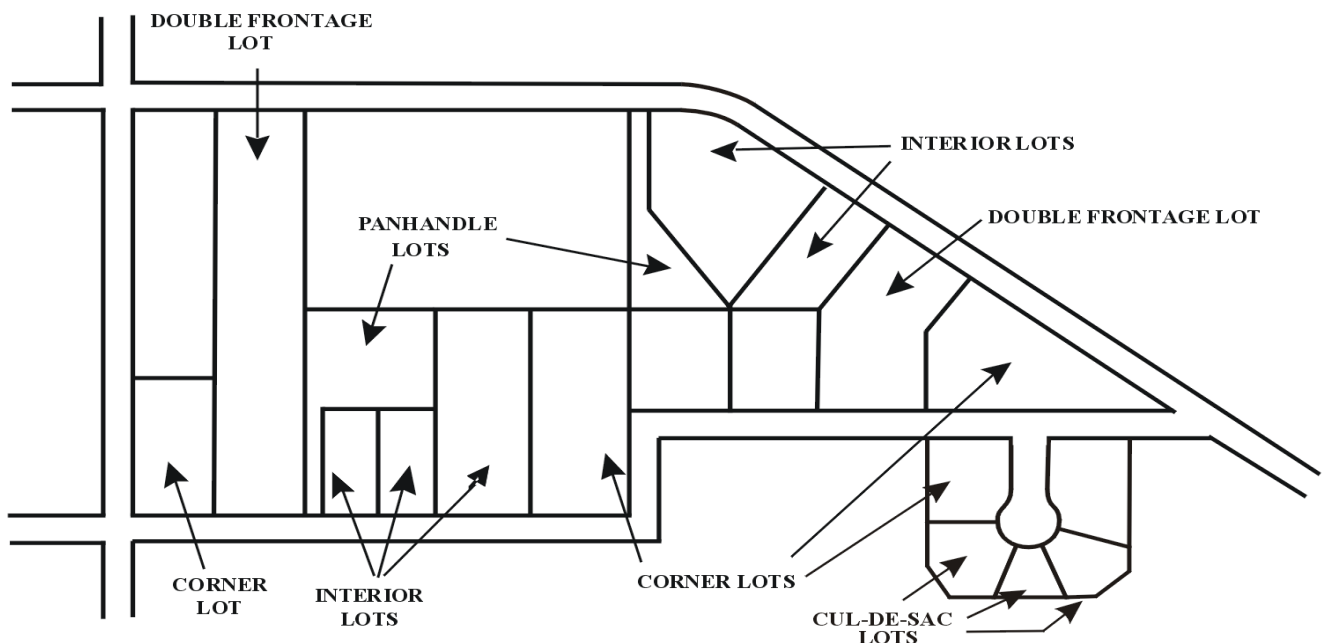 DOUBLE FRONTAGE
LOT
INTERIOR LOTS
PANHANDLE
LOTS
DOUBLE FRONTAGE LOT
CORNER
LOT
INTERIOR
LOTS
CORNER LOTS
CUL-DE-SAC
LOTS